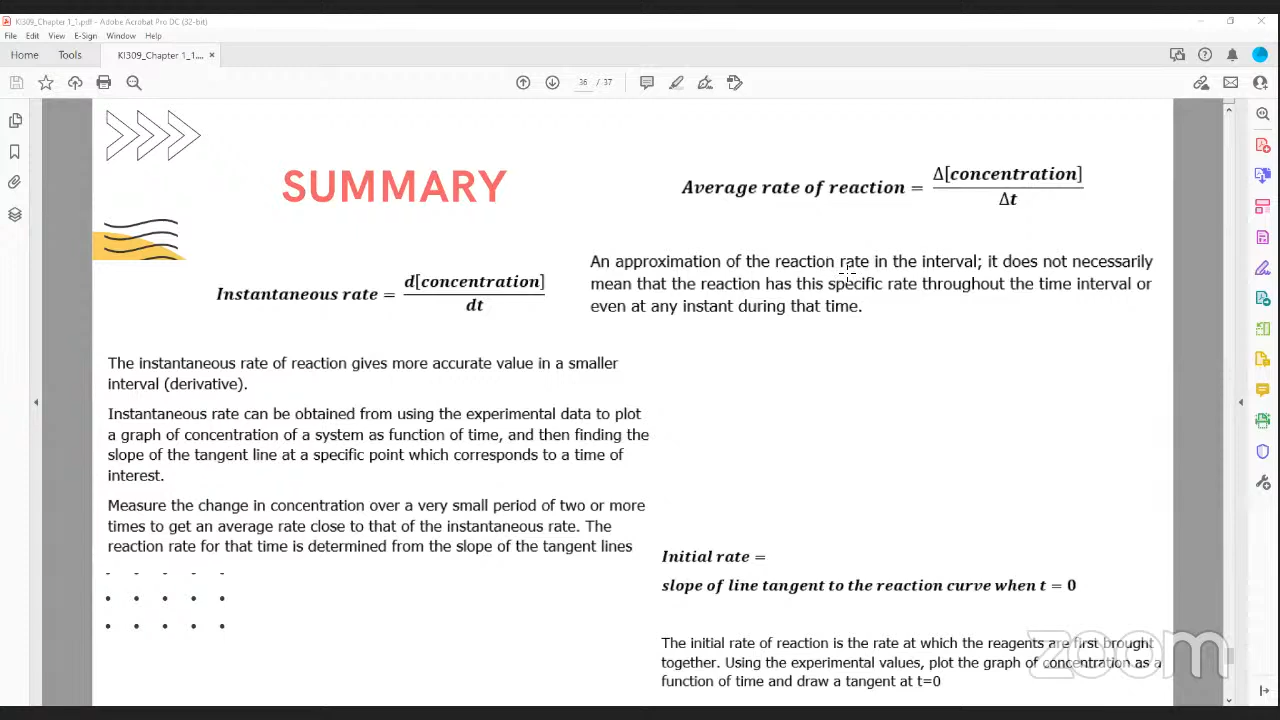 KI309_Chapter 1_1.pdf - Adobe Acrobat Pro DC (32-bit)
File Edit View E-Sign Window Help
Home Tools KI309_Chapter 1_1.... ×
36 / 37
SUMMARY
Average rate of reaction = Δ[concentration]
Δt
An approximation of the reaction rate in the interval; it does not necessarily
mean that the reaction has this specific rate throughout the time interval or
even at any instant during that time.
Instantaneous rate = d[concentration]
dt
The instantaneous rate of reaction gives more accurate value in a smaller
interval (derivative).
Instantaneous rate can be obtained from using the experimental data to plot
a graph of concentration of a system as function of time, and then finding the
slope of the tangent line at a specific point which corresponds to a time of
interest.
Measure the change in concentration over a very small period of two or more
times to get an average rate close to that of the instantaneous rate. The
reaction rate for that time is determined from the slope of the tangent lines
Initial rate =
slope of line tangent to the reaction curve when t = 0
The initial rate of reaction is the rate at which the reagents are first brought
together. Using the experimental values, plot the graph of concentration as a
function of time and draw a tangent at t=0
zoom